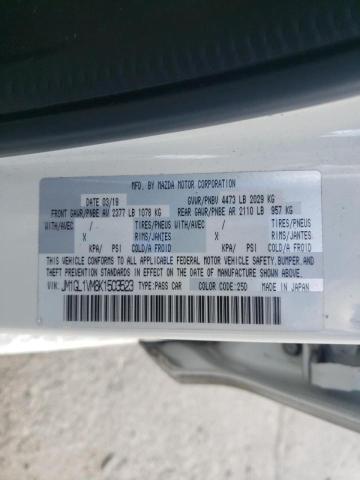 MFG. BY MAZDA MOTOR CORPORATION
DATE 03/19 GVWR/PNBV 4473 LB 2029 KG
FRONT GAWR/PNBE AV 2377 LB 1078 KG REAR GAWR/PNBE AR 2110 LB 957 KG
WITH/AVEC TIRES/PNEUS WITH/AVEC TIRES/PNEUS
X RIMS/JANTES X RIMS/JANTES
KPA/ PSI COLD/A FROID KPA/ PSI COLD/A FROID
THIS VEHICLE CONFORMS TO ALL APPLICABLE FEDERAL MOTOR VEHICLE SAFETY, BUMPER, AND THEFT PREVENTION STANDARDS IN EFFECT ON THE DATE OF MANUFACTURE SHOWN ABOVE.
VIN: JM1GL1VM8K1503523 TYPE:PASS CAR COLOR CODE:25D MADE IN JAPAN